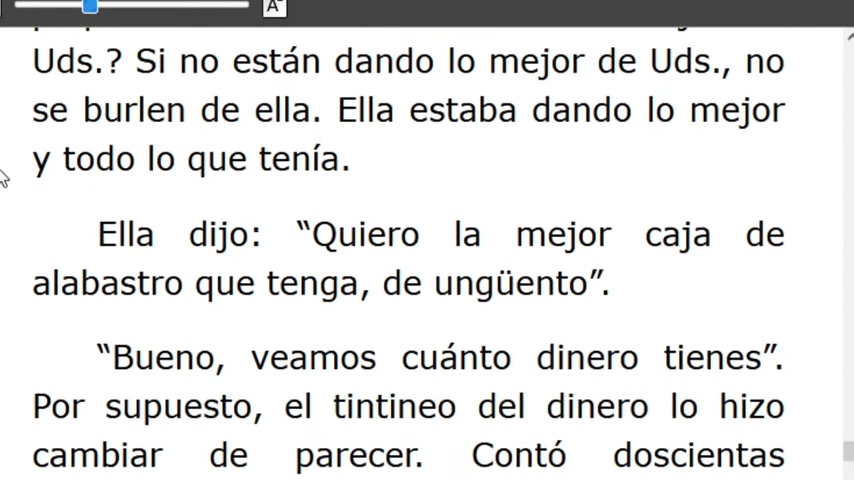 A
Uds.? Si no están dando lo mejor de Uds., no
se burlen de ella. Ella estaba dando lo mejor
y todo lo que tenía.
Ella dijo: “Quiero la mejor caja de
alabastro que tenga, de ungüento”.
“Bueno, veamos cuánto dinero tienes”.
Por supuesto, el tintineo del dinero lo hizo
cambiar de parecer. Contó doscientas